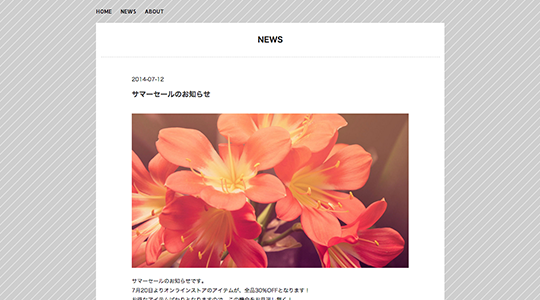 HOME NEWS ABOUT
NEWS
2014-07-12
サマーセールのお知らせ
サマーセールのお知らせです。
7月20日よりオンラインストアのアイテムが、全品30%OFFとなります！